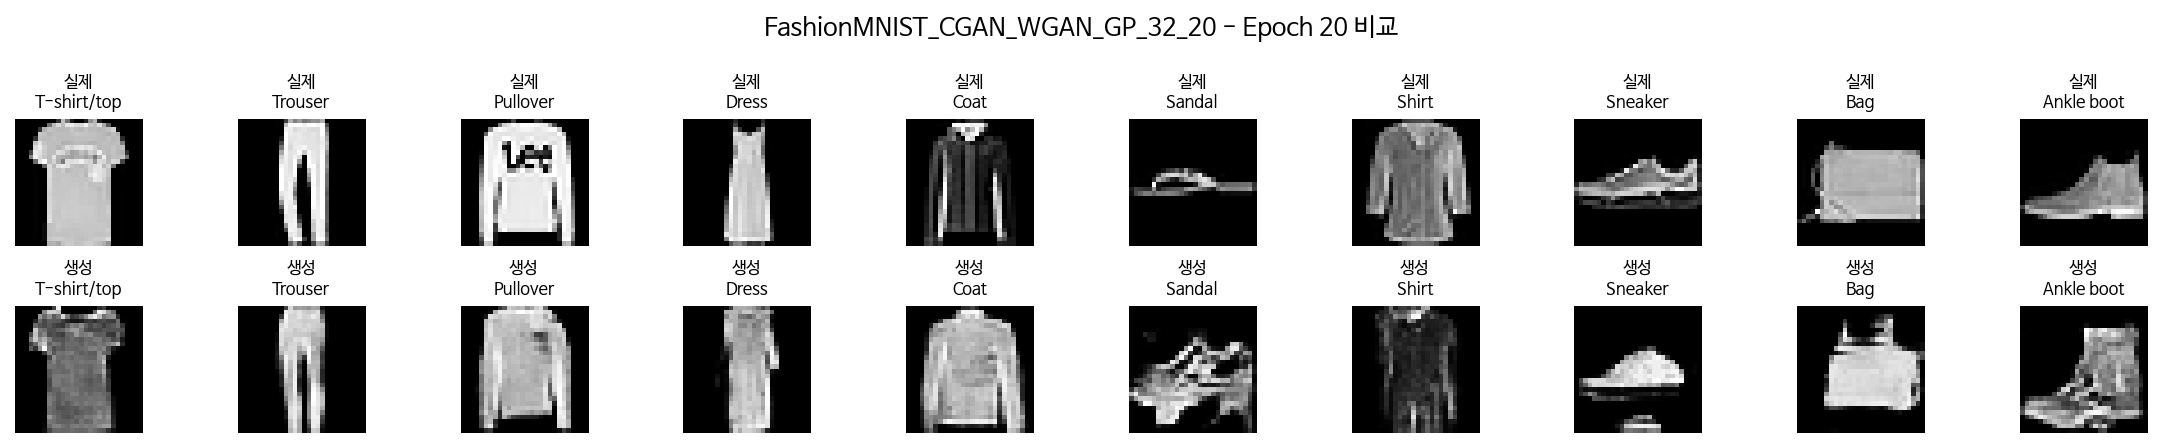 FashionMNIST_CGAN_WGAN_GP_32_20 - Epoch 20 비교
실제
T-shirt/top
실제
Trouser
실제
Pullover
실제
Dress
실제
Coat
실제
Sandal
실제
Shirt
실제
Sneaker
실제
Bag
실제
Ankle boot
Lee
생성
T-shirt/top
생성
Trouser
생성
Pullover
생성
Dress
생성
Coat
생성
Sandal
생성
Shirt
생성
Sneaker
생성
Bag
생성
Ankle boot